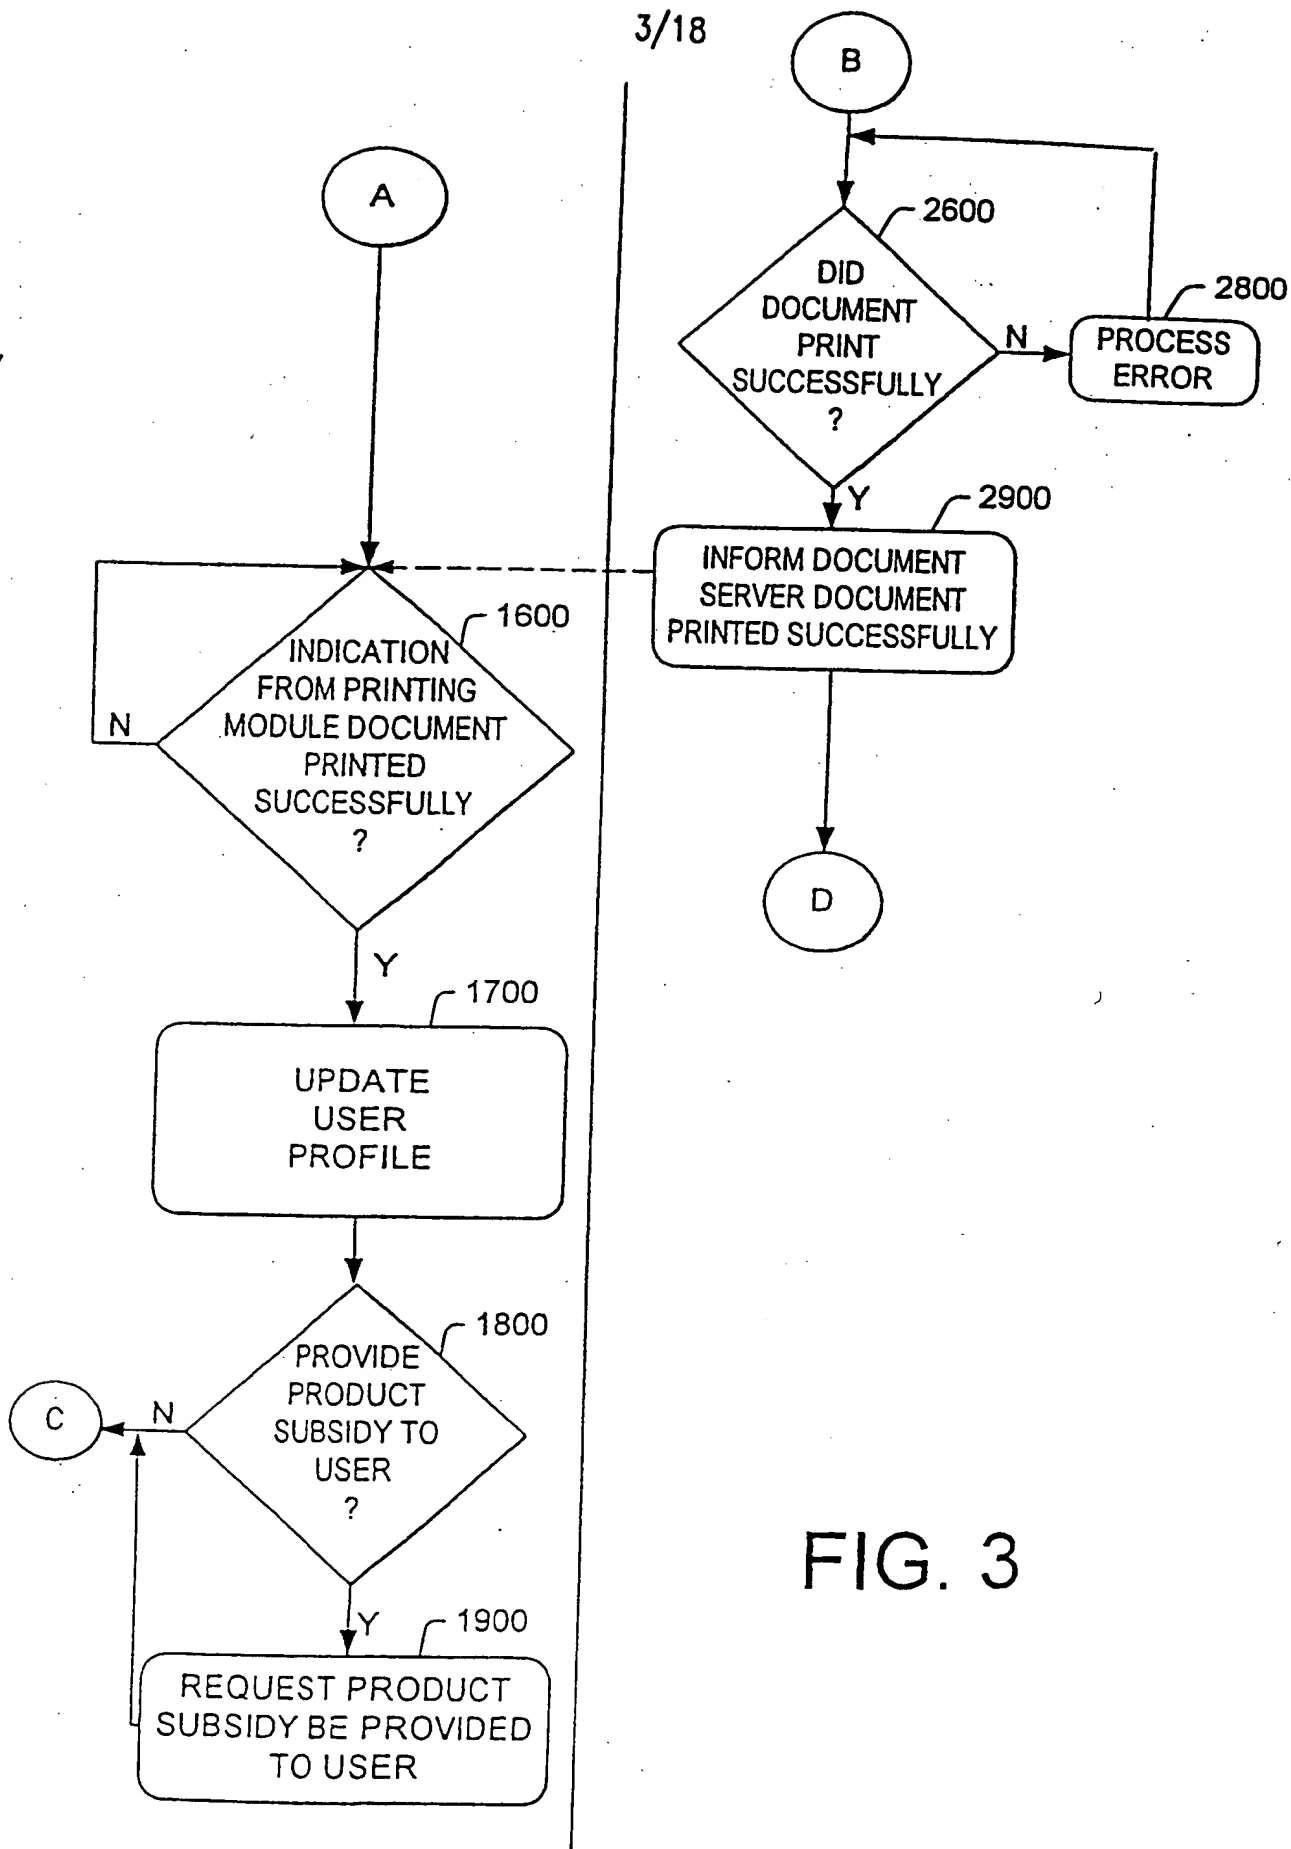 3/18
B
A
2600
DID
DOCUMENT
PRINT
SUCCESSFULLY
?
N
2800
PROCESS
ERROR
Y
2900
INFORM DOCUMENT
SERVER DOCUMENT
PRINTED SUCCESSFULLY
D
1600
INDICATION
FROM PRINTING
MODULE DOCUMENT
PRINTED
SUCCESSFULLY
?
N
Y
1700
UPDATE
USER
PROFILE
1800
PROVIDE
PRODUCT
SUBSIDY TO
USER
?
N
C
Y
1900
REQUEST PRODUCT
SUBSIDY BE PROVIDED
TO USER
FIG. 3